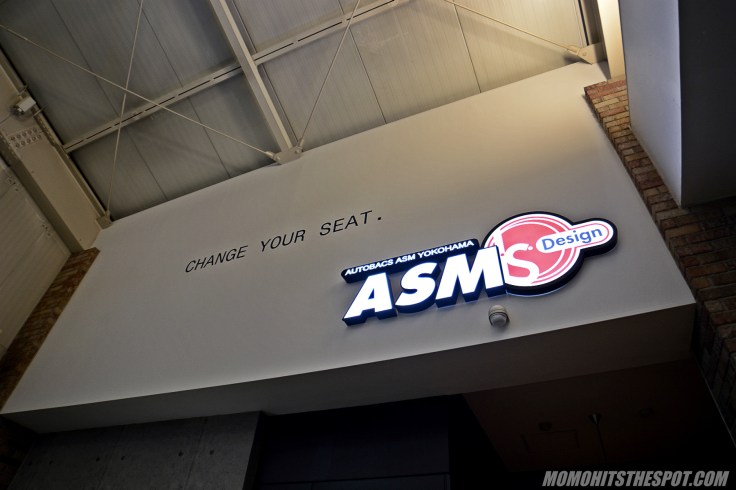 CHANGE YOUR SEAT.
AUTOBACS ASM YOKOHAMA
ASM
S Design
MOMOHITSTHESPOT.COM